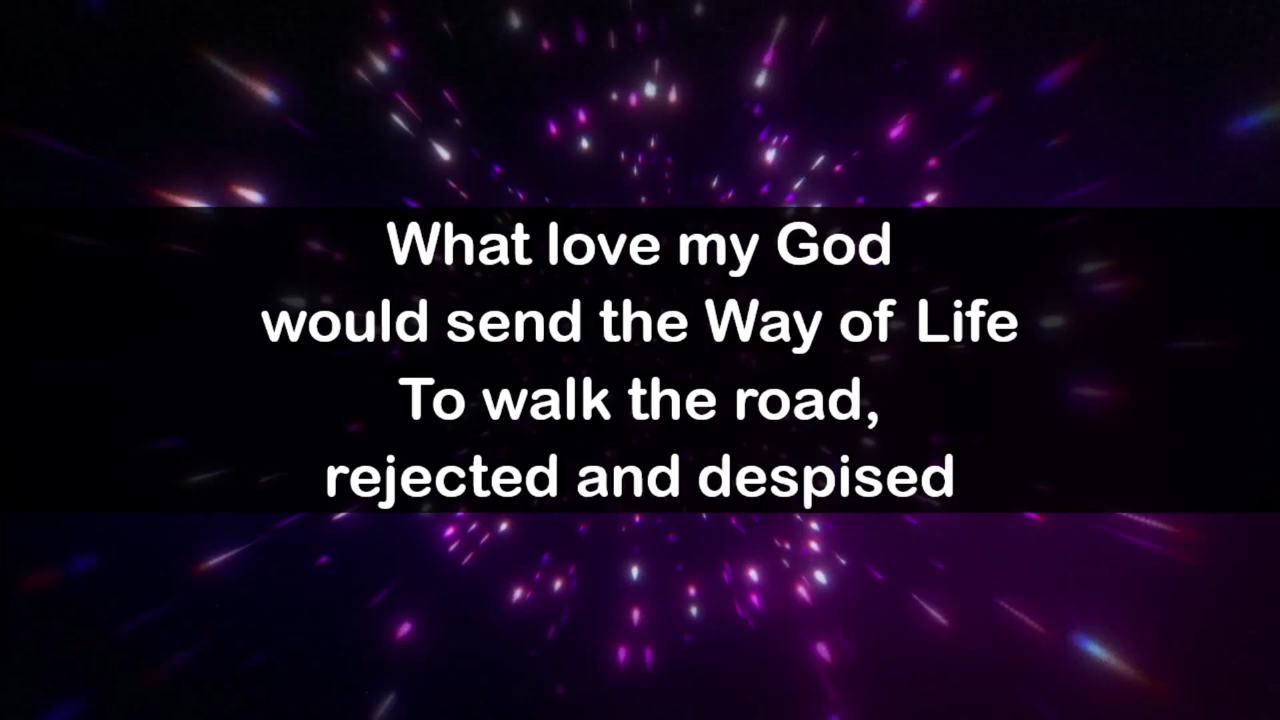 What love my God
would send the Way of Life
To walk the road,
rejected and despised